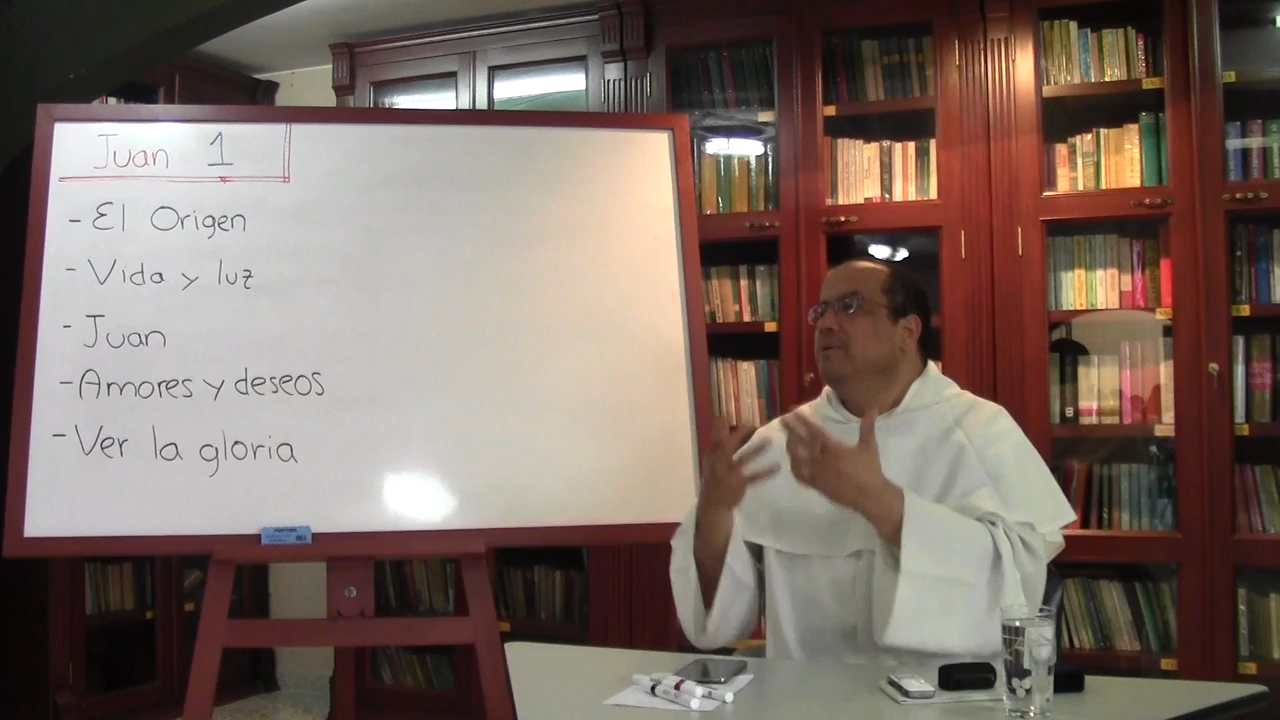 Juan 1
- El Origen
- Vida y luz
- Juan
- Amores y deseos
- Ver la gloria